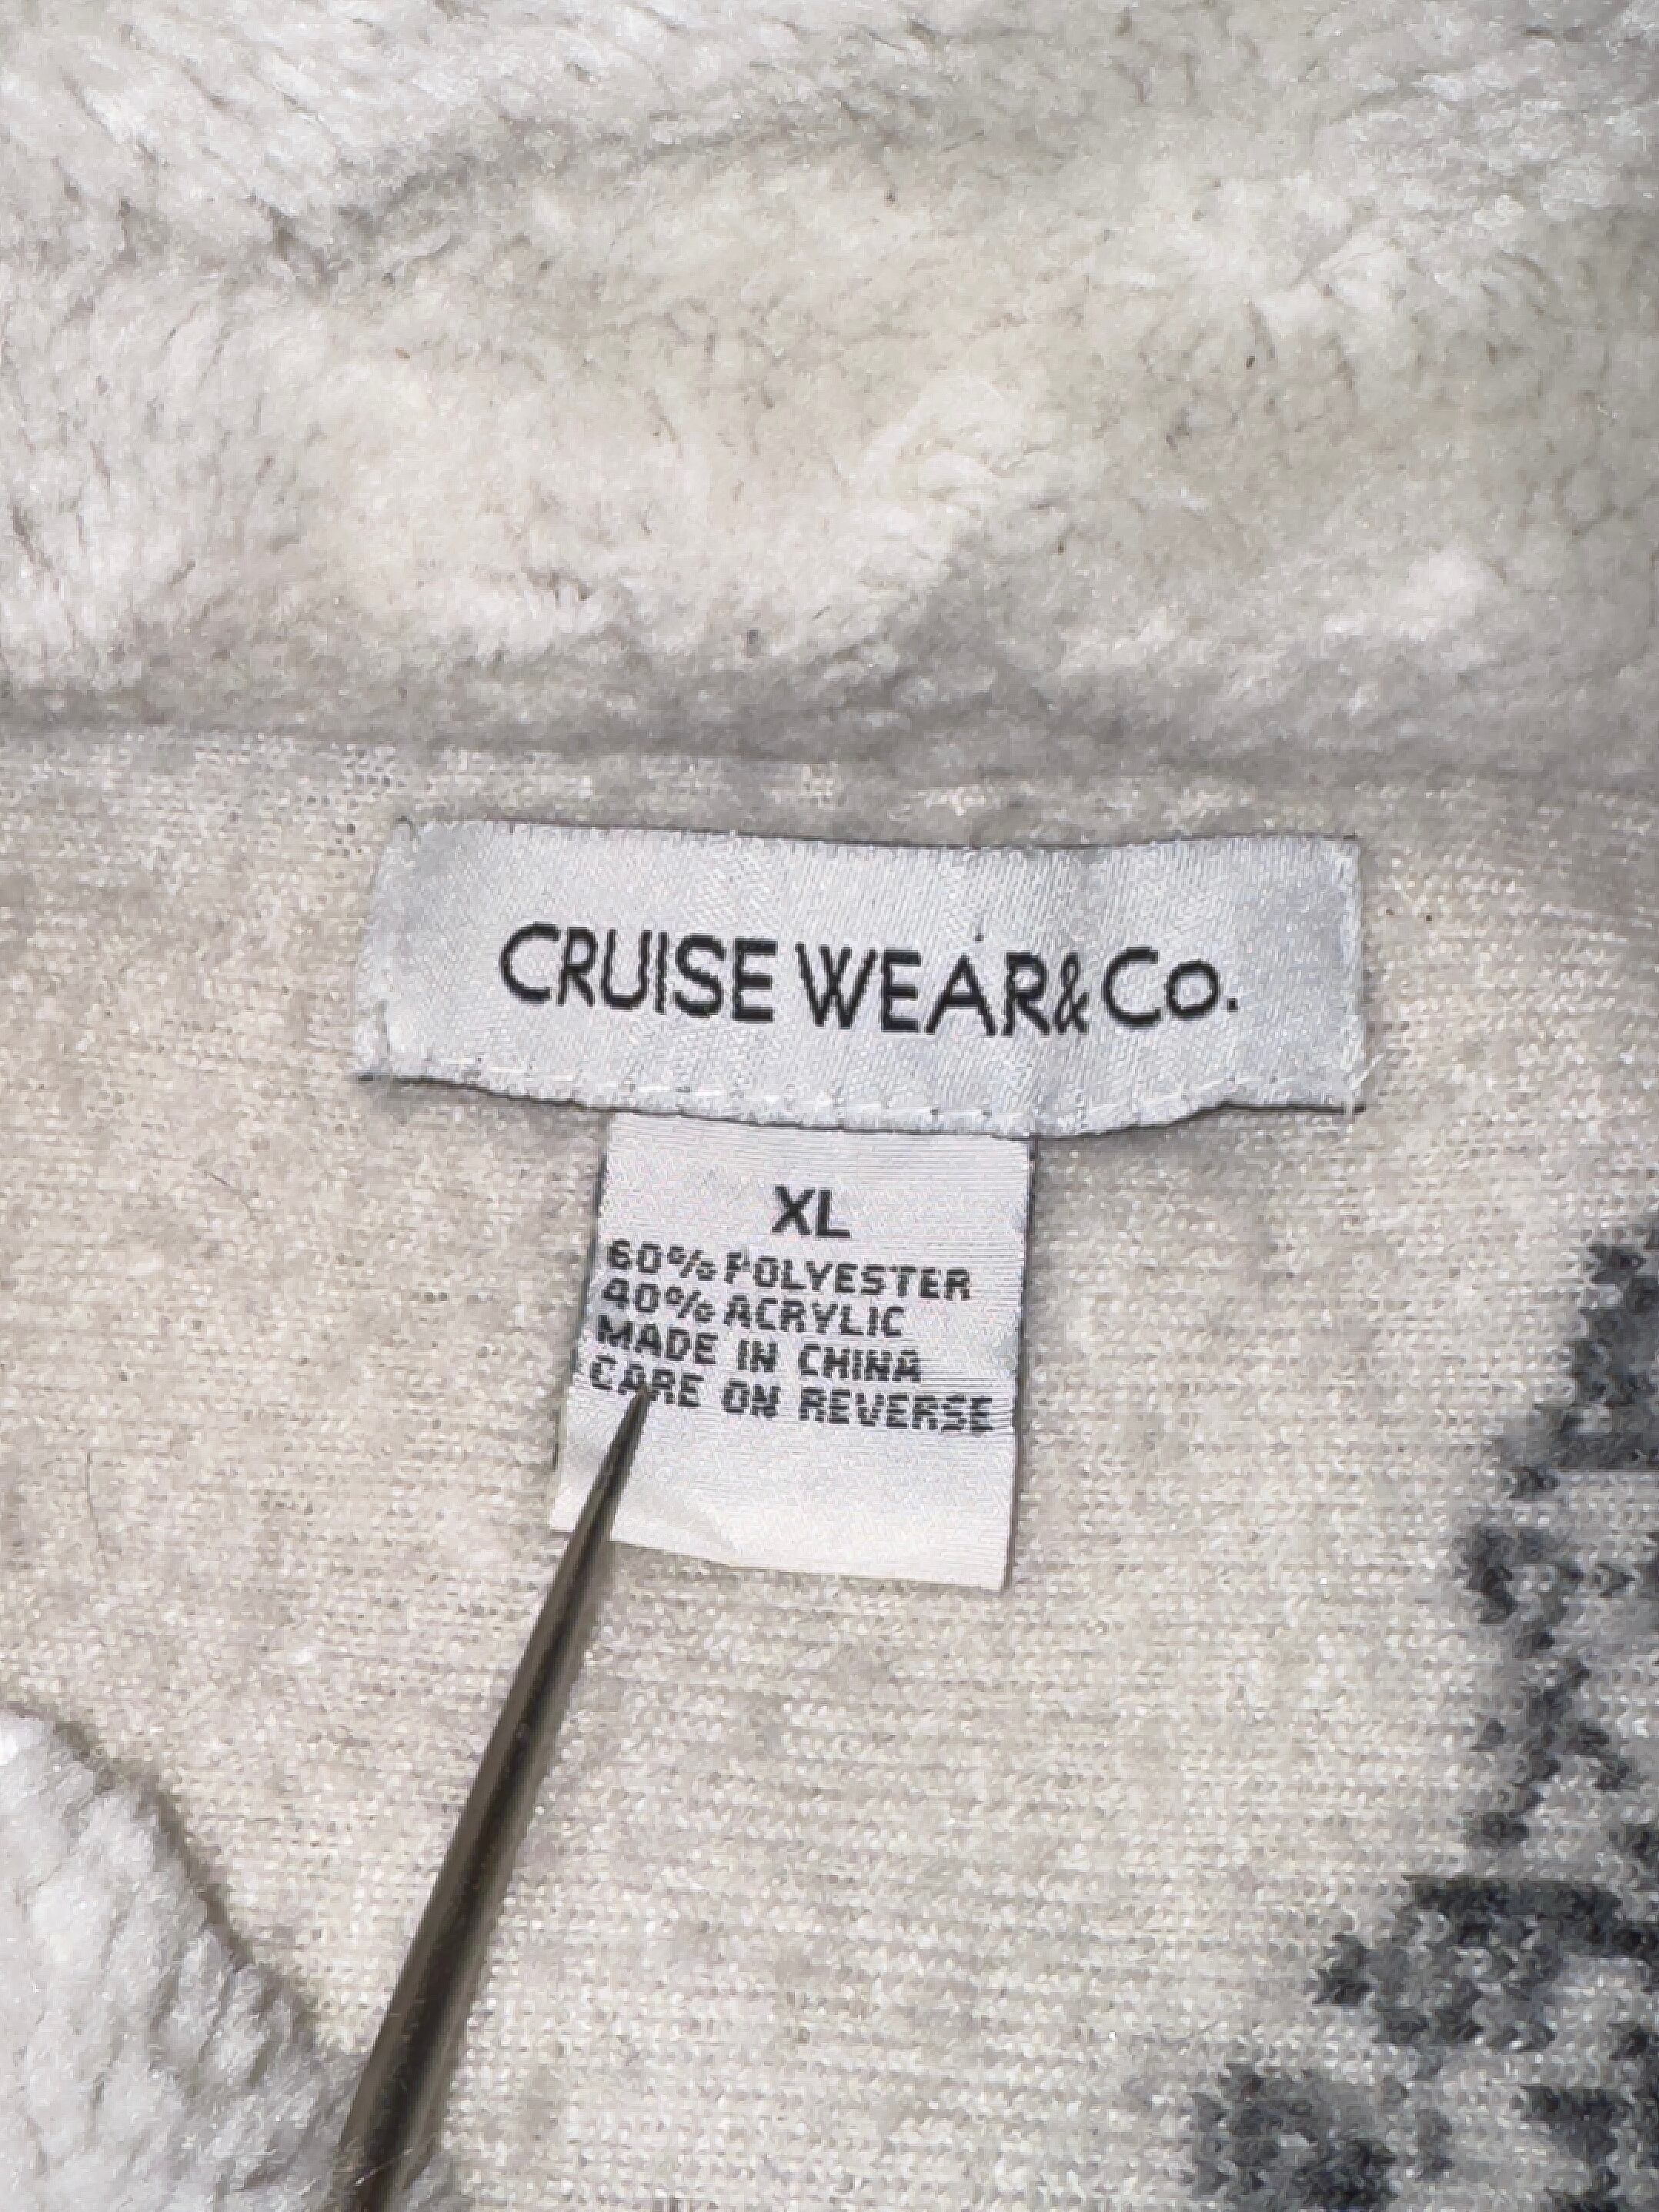 CRUISE WEAR&Co.
XL
60% POLYESTER
40% ACRYLIC
MADE IN CHINA
CARE ON REVERSE